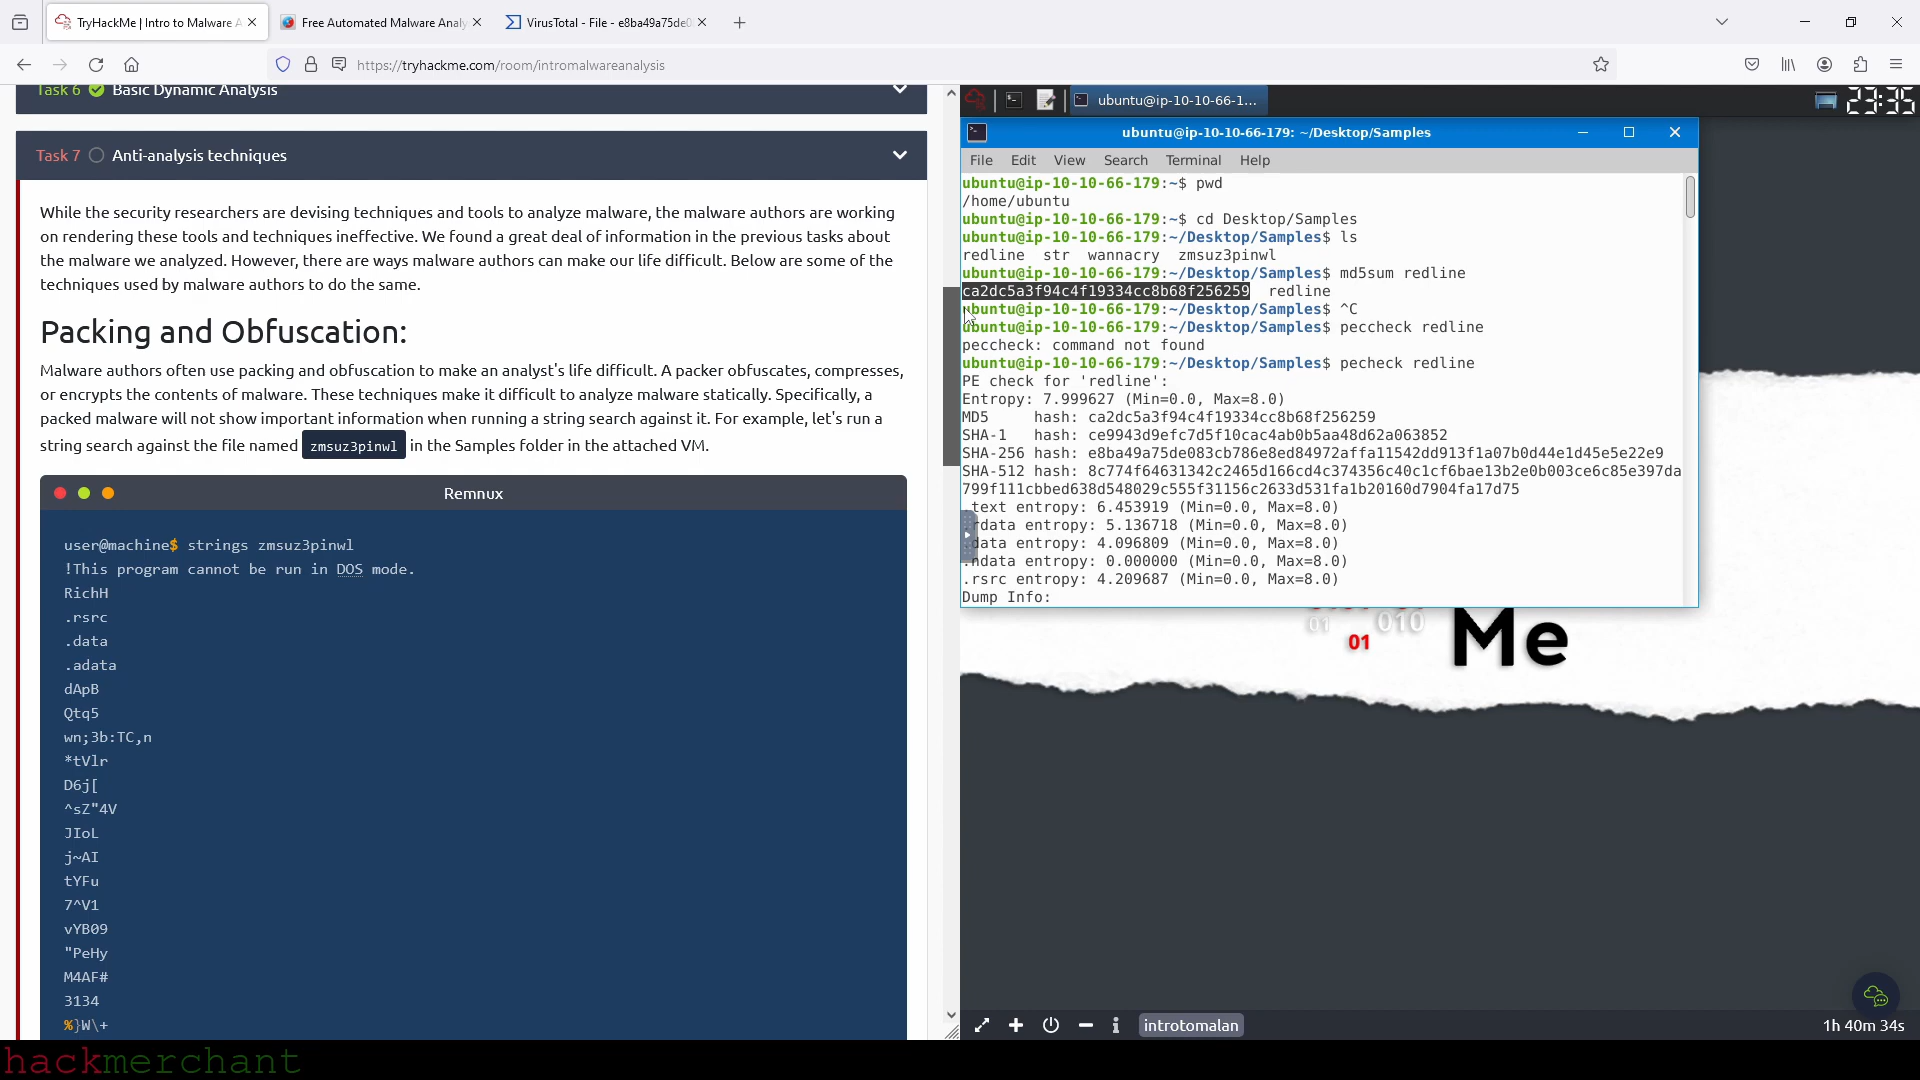 TryHackMe | Intro to Malware A
Free Automated Malware Analy
VirusTotal - File - e8ba49a75de0
https://tryhackme.com/room/intromalwareanalysis
Task 6 Basic Dynamic Analysis
Task 7 Anti-analysis techniques
While the security researchers are devising techniques and tools to analyze malware, the malware authors are working
on rendering these tools and techniques ineffective. We found a great deal of information in the previous tasks about
the malware we analyzed. However, there are ways malware authors can make our life difficult. Below are some of the
techniques used by malware authors to do the same.
Packing and Obfuscation:
Malware authors often use packing and obfuscation to make an analyst's life difficult. A packer obfuscates, compresses,
or encrypts the contents of malware. These techniques make it difficult to analyze malware statically. Specifically, a
packed malware will not show important information when running a string search against it. For example, let's run a
string search against the file named zmsuz3pinwl in the Samples folder in the attached VM.
Remnux
user@machine$ strings zmsuz3pinwl
!This program cannot be run in DOS mode.
RichH
.rsrc
.data
.adata
dApB
Qtq5
wn;3b:TC,n
*tVlr
D6j[
^sZ"4V
JIoL
j~AI
tYFu
7^V1
vYB09
"PeHy
M4AF#
3134
%}W\+
ubuntu@ip-10-10-66-1...
23:35
ubuntu@ip-10-10-66-179: ~/Desktop/Samples
File Edit View Search Terminal Help
ubuntu@ip-10-10-66-179:~$ pwd
/home/ubuntu
ubuntu@ip-10-10-66-179:~$ cd Desktop/Samples
ubuntu@ip-10-10-66-179:~/Desktop/Samples$ ls
redline str wannacry zmsuz3pinwl
ubuntu@ip-10-10-66-179:~/Desktop/Samples$ md5sum redline
ca2dc5a3f94c4f19334cc8b68f256259 redline
ubuntu@ip-10-10-66-179:~/Desktop/Samples$ ^C
ubuntu@ip-10-10-66-179:~/Desktop/Samples$ peccheck redline
peccheck: command not found
ubuntu@ip-10-10-66-179:~/Desktop/Samples$ pecheck redline
PE check for 'redline':
Entropy: 7.999627 (Min=0.0, Max=8.0)
MD5 hash: ca2dc5a3f94c4f19334cc8b68f256259
SHA-1 hash: ce9943d9efc7d5f10cac4ab0b5aa48d62a063852
SHA-256 hash: e8ba49a75de083cb786e8ed84972affa11542dd913f1a07b0d44e1d45e5e22e9
SHA-512 hash: 8c774f64631342c2465d166cd4c374356c40c1cf6bae13b2e0b003ce6c85e397da
799f111cbbed638d548029c555f31156c2633d531fa1b20160d7904fa17d75
.text entropy: 6.453919 (Min=0.0, Max=8.0)
rdata entropy: 5.136718 (Min=0.0, Max=8.0)
data entropy: 4.096809 (Min=0.0, Max=8.0)
.ndata entropy: 0.000000 (Min=0.0, Max=8.0)
.rsrc entropy: 4.209687 (Min=0.0, Max=8.0)
Dump Info:
01 010
01
Me
introtomalan
1h 40m 34s
hackmerchant